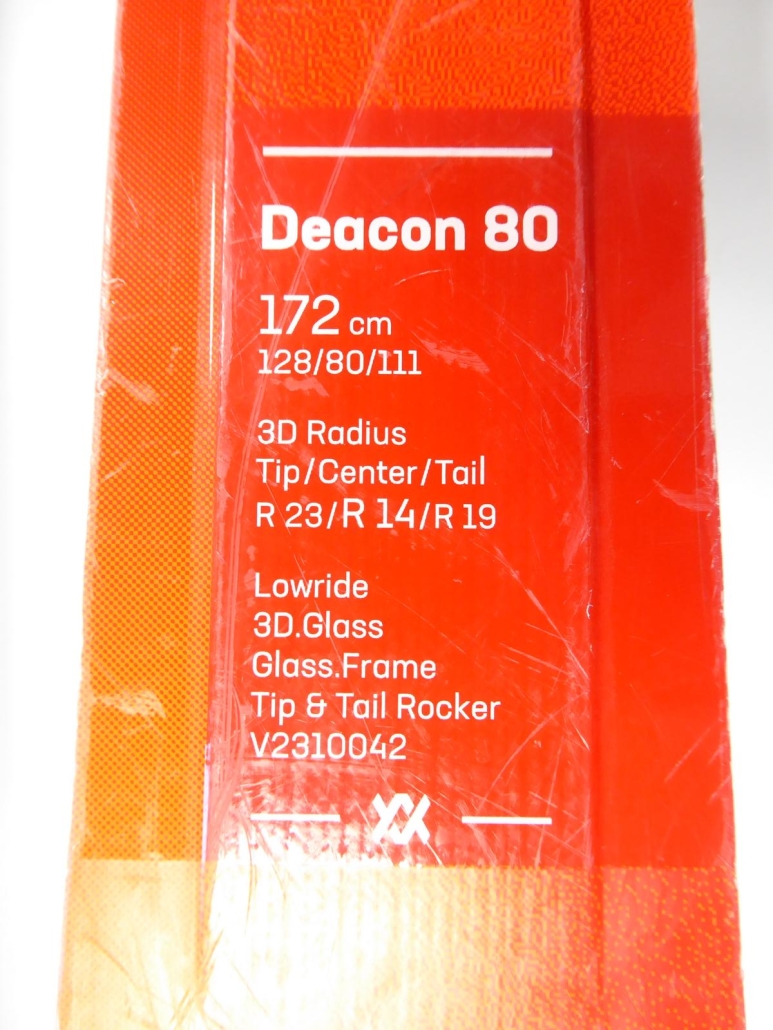 Deacon 80
172 cm
128/80/111
3D Radius
Tip/Center/Tail
R 23/R 14/R 19
Lowride
3D.Glass
Glass.Frame
Tip & Tail Rocker
V2310042